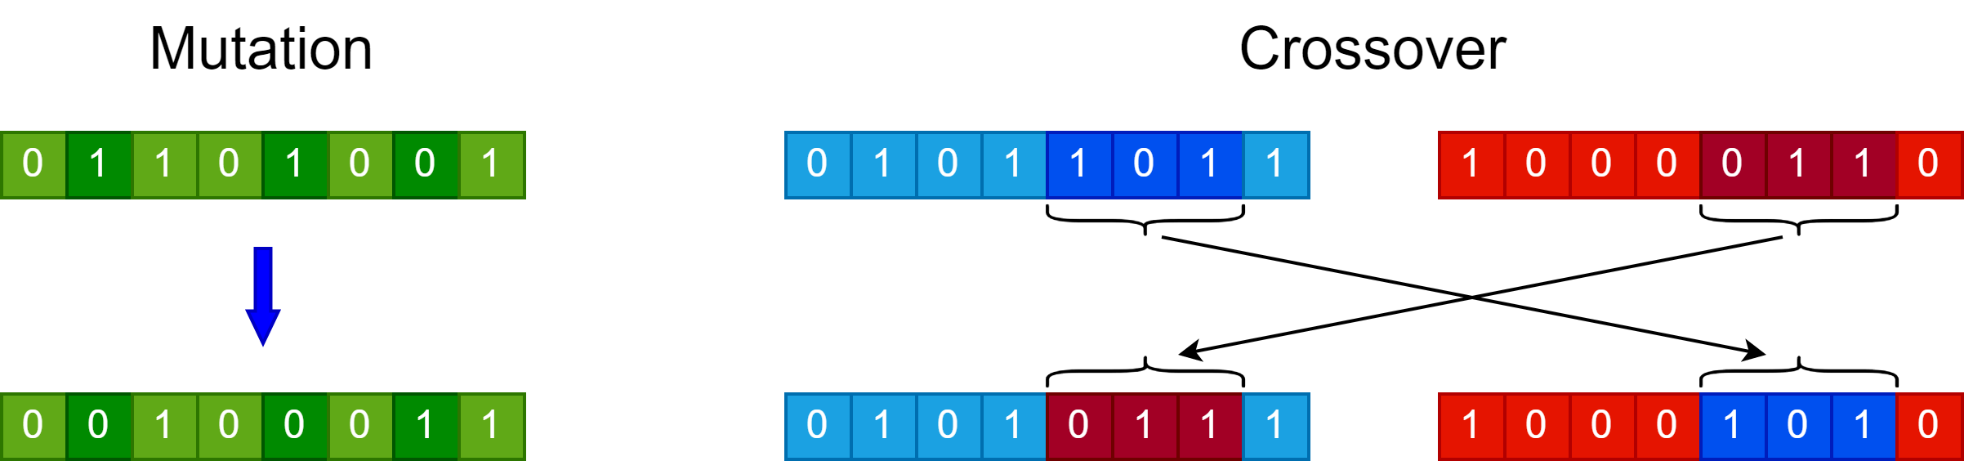 Mutation Crossover
0 1 1 0 1 0 0 1 0 1 0 1 1 0 1 1 1 0 0 0 0 1 1 0
0 0 1 0 0 0 1 1 0 1 0 1 0 1 1 1 1 0 0 0 1 0 1 0